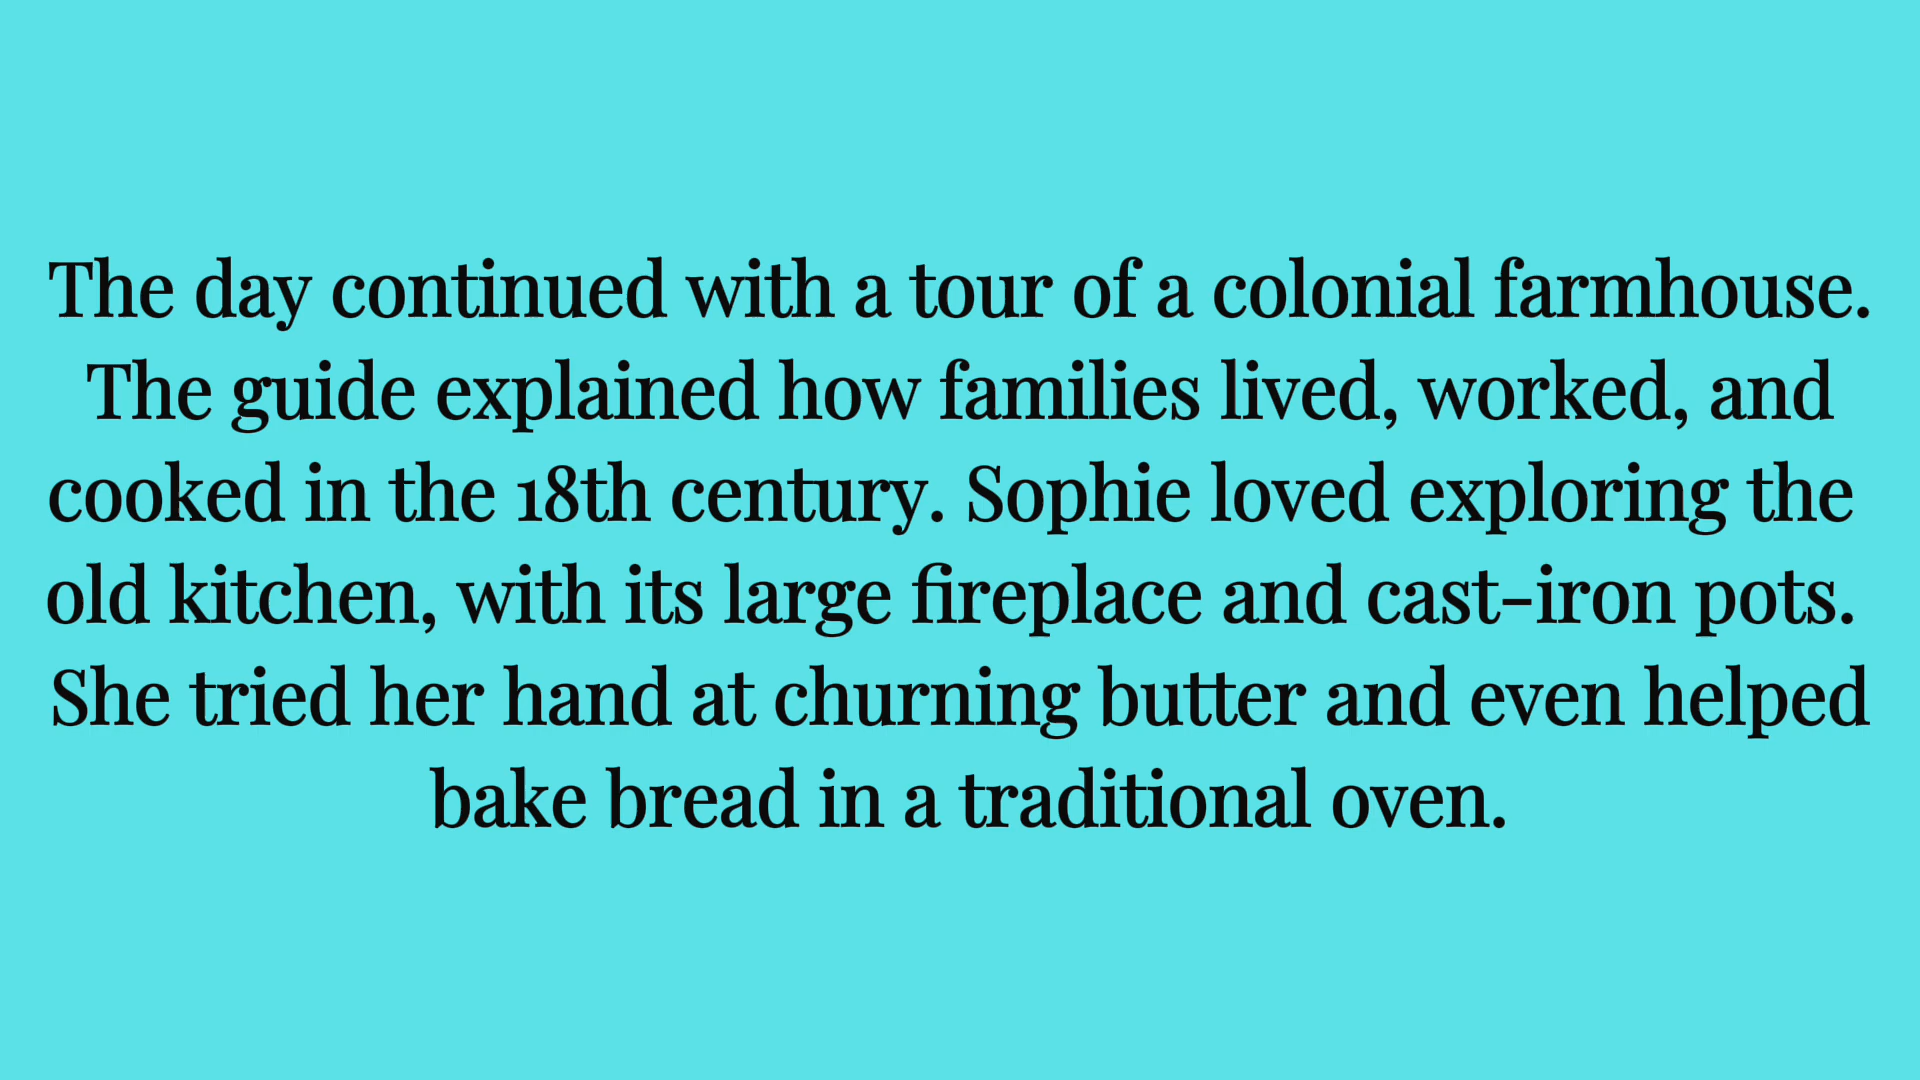 The day continued with a tour of a colonial farmhouse.
The guide explained how families lived, worked, and
cooked in the 18th century. Sophie loved exploring the
old kitchen, with its large fireplace and cast-iron pots.
She tried her hand at churning butter and even helped
bake bread in a traditional oven.